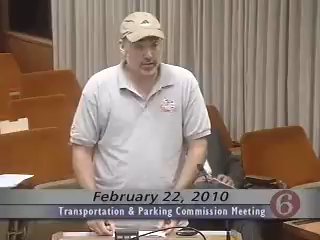 February 22, 2010
Transportation & Parking Commission Meeting
6